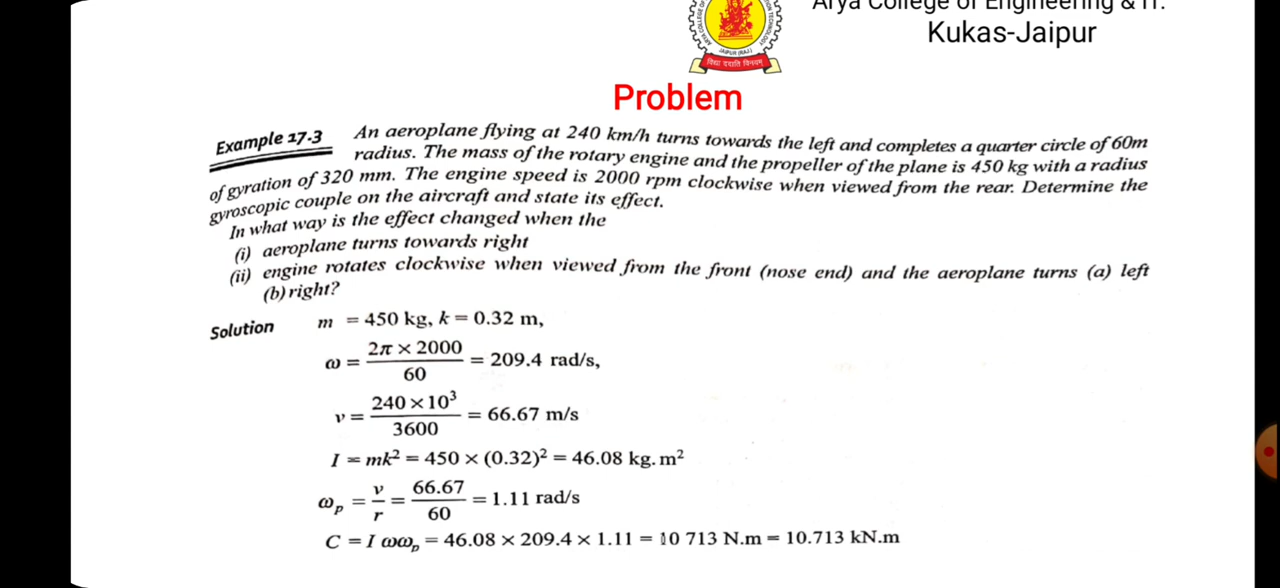 Arya College of Engineering & IT.
Kukas-Jaipur
JAIPUR (RAJ.)
विद्या ददाति विनयम्
Problem
Example 17-3 An aeroplane flying at 240 km/h turns towards the left and completes a quarter circle of 60m
radius. The mass of the rotary engine and the propeller of the plane is 450 kg with a radius
of gyration of 320 mm. The engine speed is 2000 rpm clockwise when viewed from the rear. Determine the
gyroscopic couple on the aircraft and state its effect.
In what way is the effect changed when the
(i) aeroplane turns towards right
(ii) engine rotates clockwise when viewed from the front (nose end) and the aeroplane turns (a) left
(b) right?
Solution m = 450 kg, k = 0.32 m,
ω = 2π × 2000 / 60 = 209.4 rad/s,
v = 240 × 10³ / 3600 = 66.67 m/s
I = mk² = 450 × (0.32)² = 46.08 kg.m²
ωp = v / r = 66.67 / 60 = 1.11 rad/s
C = I ωωp = 46.08 × 209.4 × 1.11 = 10 713 N.m = 10.713 kN.m